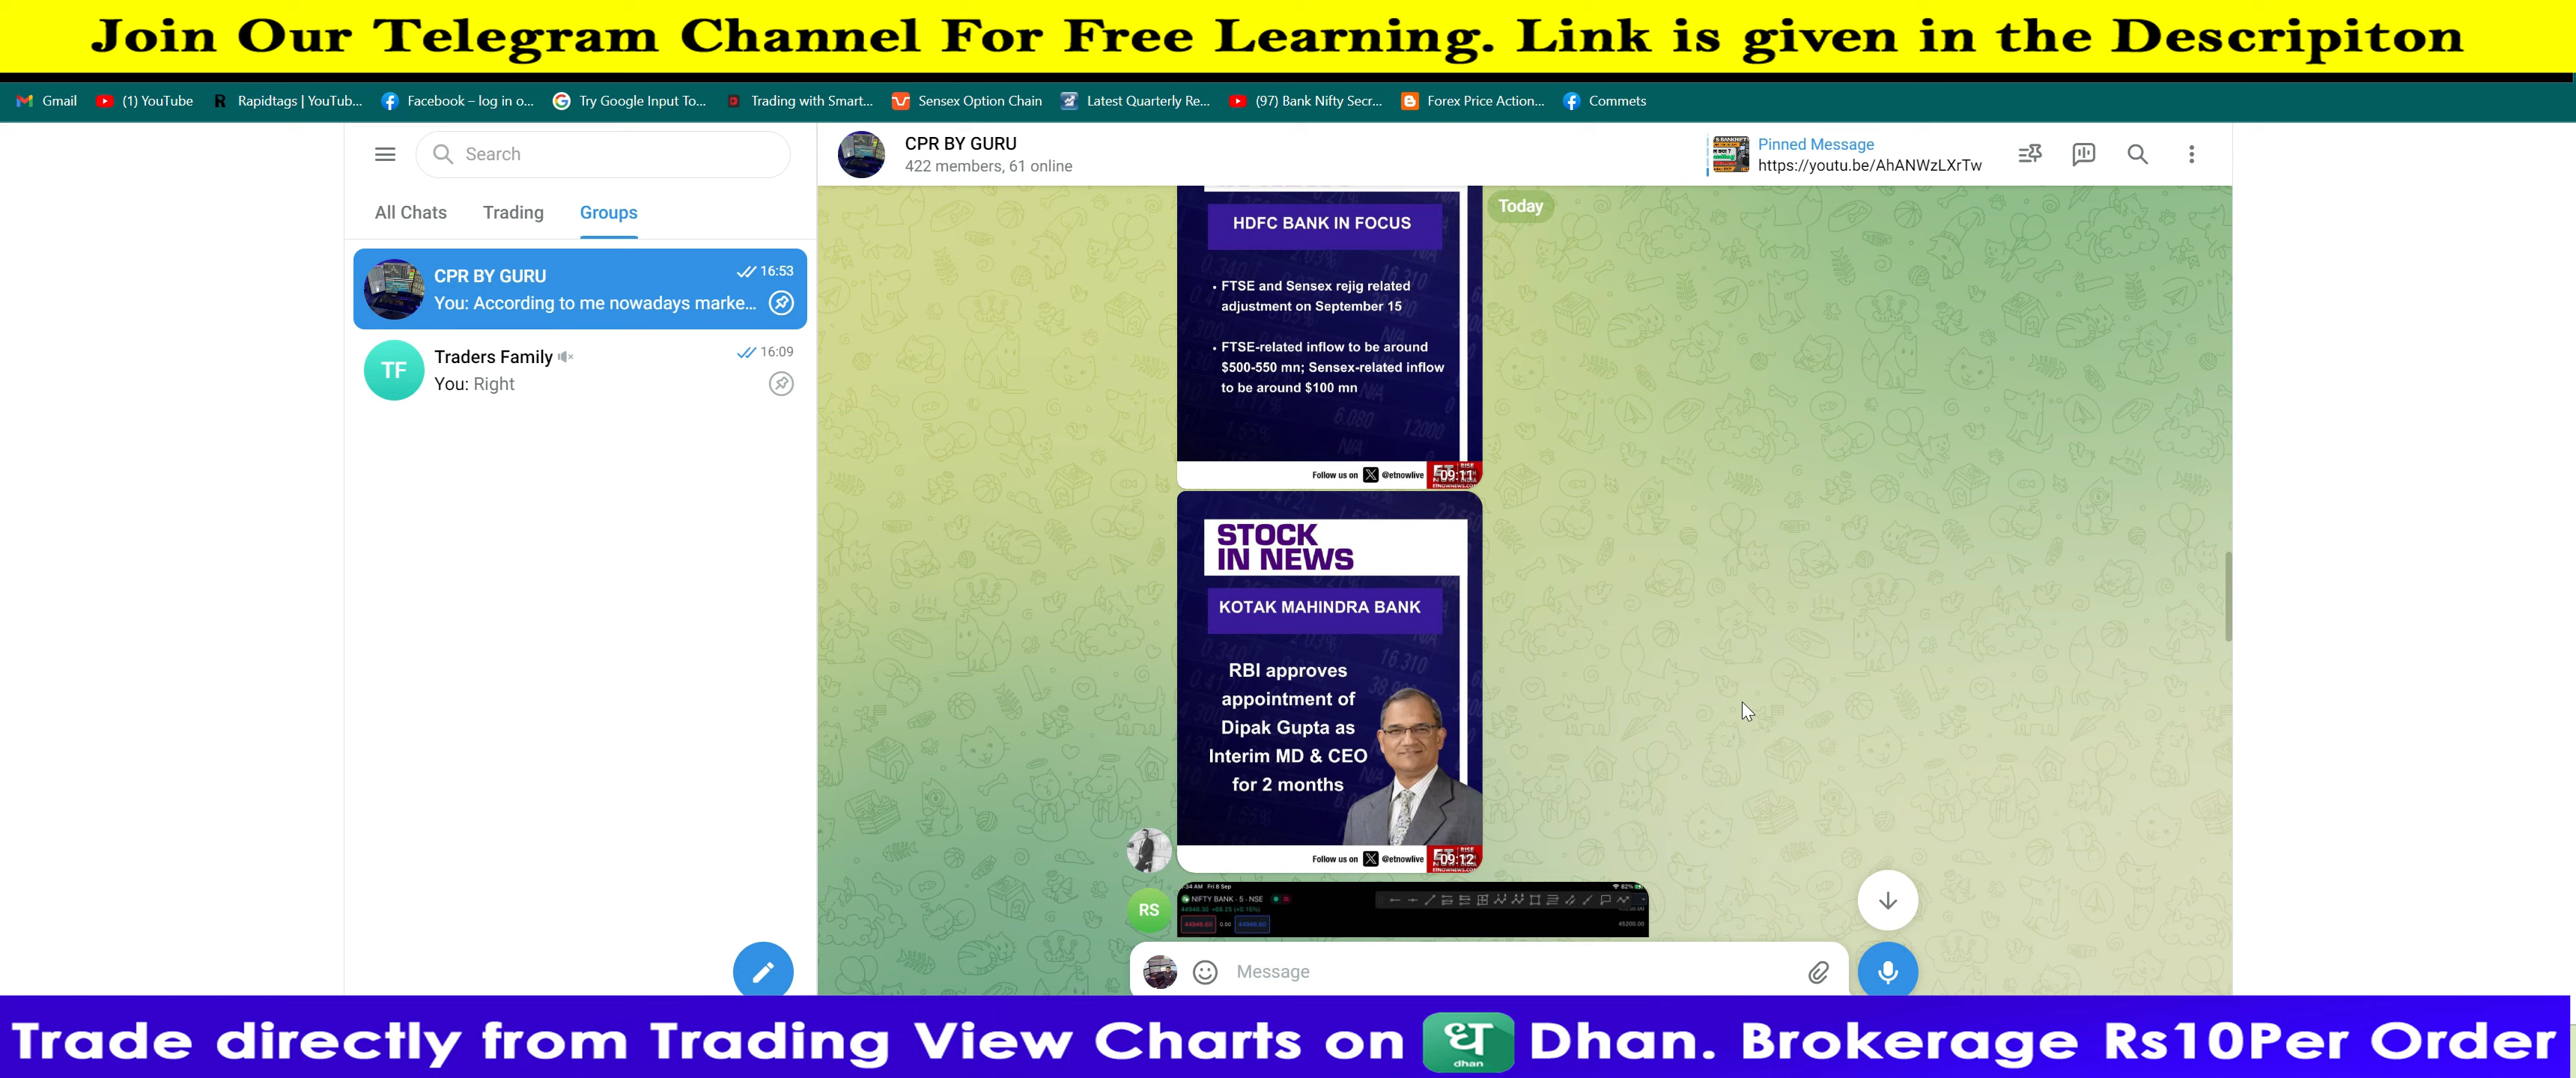 Join Our Telegram Channel For Free Learning. Link is given in the Descripiton
Gmail (1) YouTube Rapidtags | YouTub... Facebook – log in o... Try Google Input To... Trading with Smart... Sensex Option Chain Latest Quarterly Re... (97) Bank Nifty Secr... Forex Price Action... Commets
Search
All Chats Trading Groups
CPR BY GURU 16:53
You: According to me nowadays marke...
TF
Traders Family 16:09
You: Right
CPR BY GURU
422 members, 61 online
Pinned Message
https://youtu.be/AhANWzLXrTw
Today
HDFC BANK IN FOCUS
• FTSE and Sensex rejig related
adjustment on September 15
• FTSE-related inflow to be around
$500-550 mn; Sensex-related inflow
to be around $100 mn
Follow us on X @etnowlive
09:11
STOCK
IN NEWS
KOTAK MAHINDRA BANK
RBI approves
appointment of
Dipak Gupta as
Interim MD & CEO
for 2 months
Follow us on X @etnowlive
09:12
RS
:34 AM Fri 8 Sep 82%
NIFTY BANK · 5 · NSE
Message
Trade directly from Trading View Charts on ध dhan Dhan. Brokerage Rs10Per Order